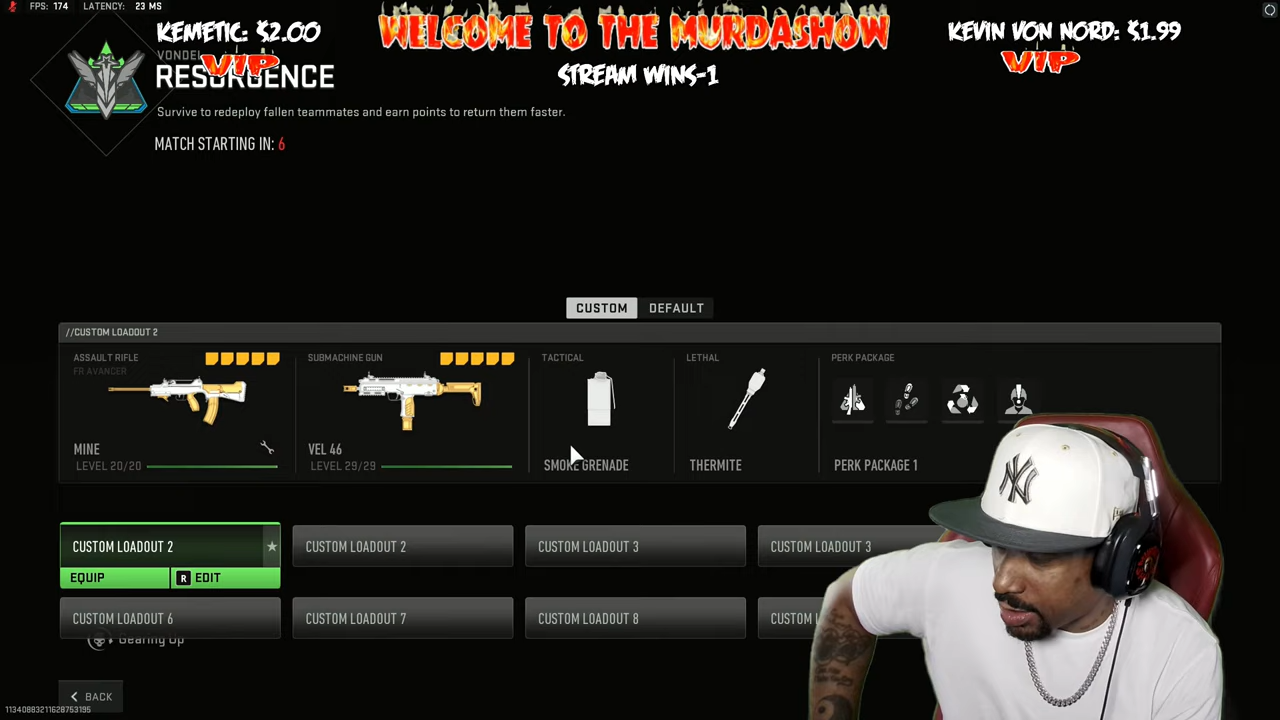 FPS: 174 LATENCY: 23 MS
KEMETIC: $2.00
VIP
WELCOME TO THE MURDASHOW
STREAM WINS-1
KEVIN VON NORD: $1.99
VIP
VONDEL
RESURGENCE
Survive to redeploy fallen teammates and earn points to return them faster.
MATCH STARTING IN: 6
CUSTOM DEFAULT
//CUSTOM LOADOUT 2
ASSAULT RIFLE
FR AVANCER
MINE
LEVEL 20/20
SUBMACHINE GUN
VEL 46
LEVEL 29/29
TACTICAL
SMOKE GRENADE
LETHAL
THERMITE
PERK PACKAGE
PERK PACKAGE 1
CUSTOM LOADOUT 2
EQUIP R EDIT
CUSTOM LOADOUT 2
CUSTOM LOADOUT 3
CUSTOM LOADOUT 3
CUSTOM LOADOUT 6
CUSTOM LOADOUT 7
CUSTOM LOADOUT 8
Gearing Up
BACK
NY